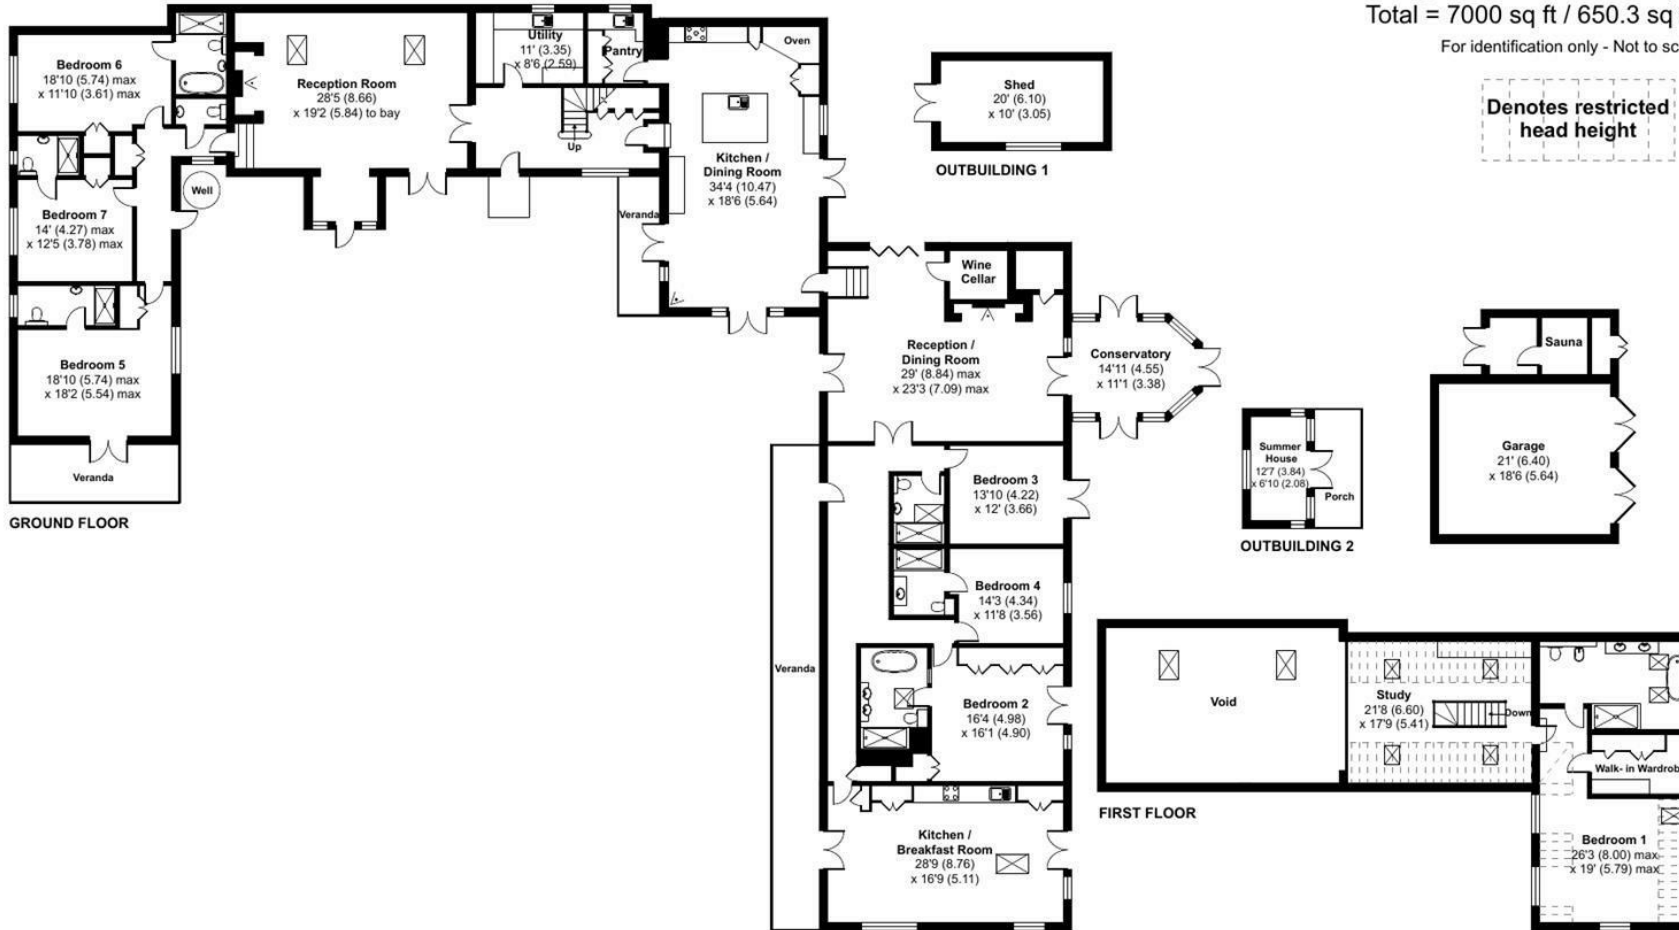 Total = 7000 sq ft / 650.3 sq
For identification only - Not to sc
Denotes restricted
head height
Bedroom 6
18'10 (5.74) max
x 11'10 (3.61) max
Reception Room
28'5 (8.66)
x 19'2 (5.84) to bay
Utility
11' (3.35)
x 8'6 (2.59)
Pantry
Oven
Up
Kitchen /
Dining Room
34'4 (10.47)
x 18'6 (5.64)
Shed
20' (6.10)
x 10' (3.05)
OUTBUILDING 1
Well
Bedroom 7
14' (4.27) max
x 12'5 (3.78) max
Veranda
Bedroom 5
18'10 (5.74) max
x 18'2 (5.54) max
Veranda
GROUND FLOOR
Wine
Cellar
Reception /
Dining Room
29' (8.84) max
x 23'3 (7.09) max
Conservatory
14'11 (4.55)
x 11'1 (3.38)
Sauna
Garage
21' (6.40)
x 18'6 (5.64)
Summer
House
12'7 (3.84)
x 6'10 (2.08)
Porch
OUTBUILDING 2
Bedroom 3
13'10 (4.22)
x 12' (3.66)
Bedroom 4
14'3 (4.34)
x 11'8 (3.56)
Veranda
Bedroom 2
16'4 (4.98)
x 16'1 (4.90)
Kitchen /
Breakfast Room
28'9 (8.76)
x 16'9 (5.11)
Void
Study
21'8 (6.60)
x 17'9 (5.41)
Down
Walk- in Wardrob
Bedroom 1
26'3 (8.00) max
x 19' (5.79) max
FIRST FLOOR